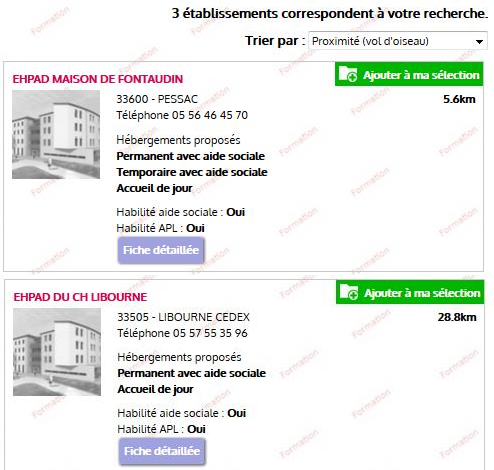 3 établissements correspondent à votre recherche.
Trier par : Proximité (vol d'oiseau)
EHPAD MAISON DE FONTAUDIN
Ajouter à ma sélection
33600 - PESSAC
5.6km
Téléphone 05 56 46 45 70
Hébergements proposés
Permanent avec aide sociale
Temporaire avec aide sociale
Accueil de jour
Habilité aide sociale : Oui
Habilité APL : Oui
Fiche détaillée
EHPAD DU CH LIBOURNE
Ajouter à ma sélection
33505 - LIBOURNE CEDEX
28.8km
Téléphone 05 57 55 35 96
Hébergements proposés
Permanent avec aide sociale
Accueil de jour
Habilité aide sociale : Oui
Habilité APL : Oui
Fiche détaillée
Formation